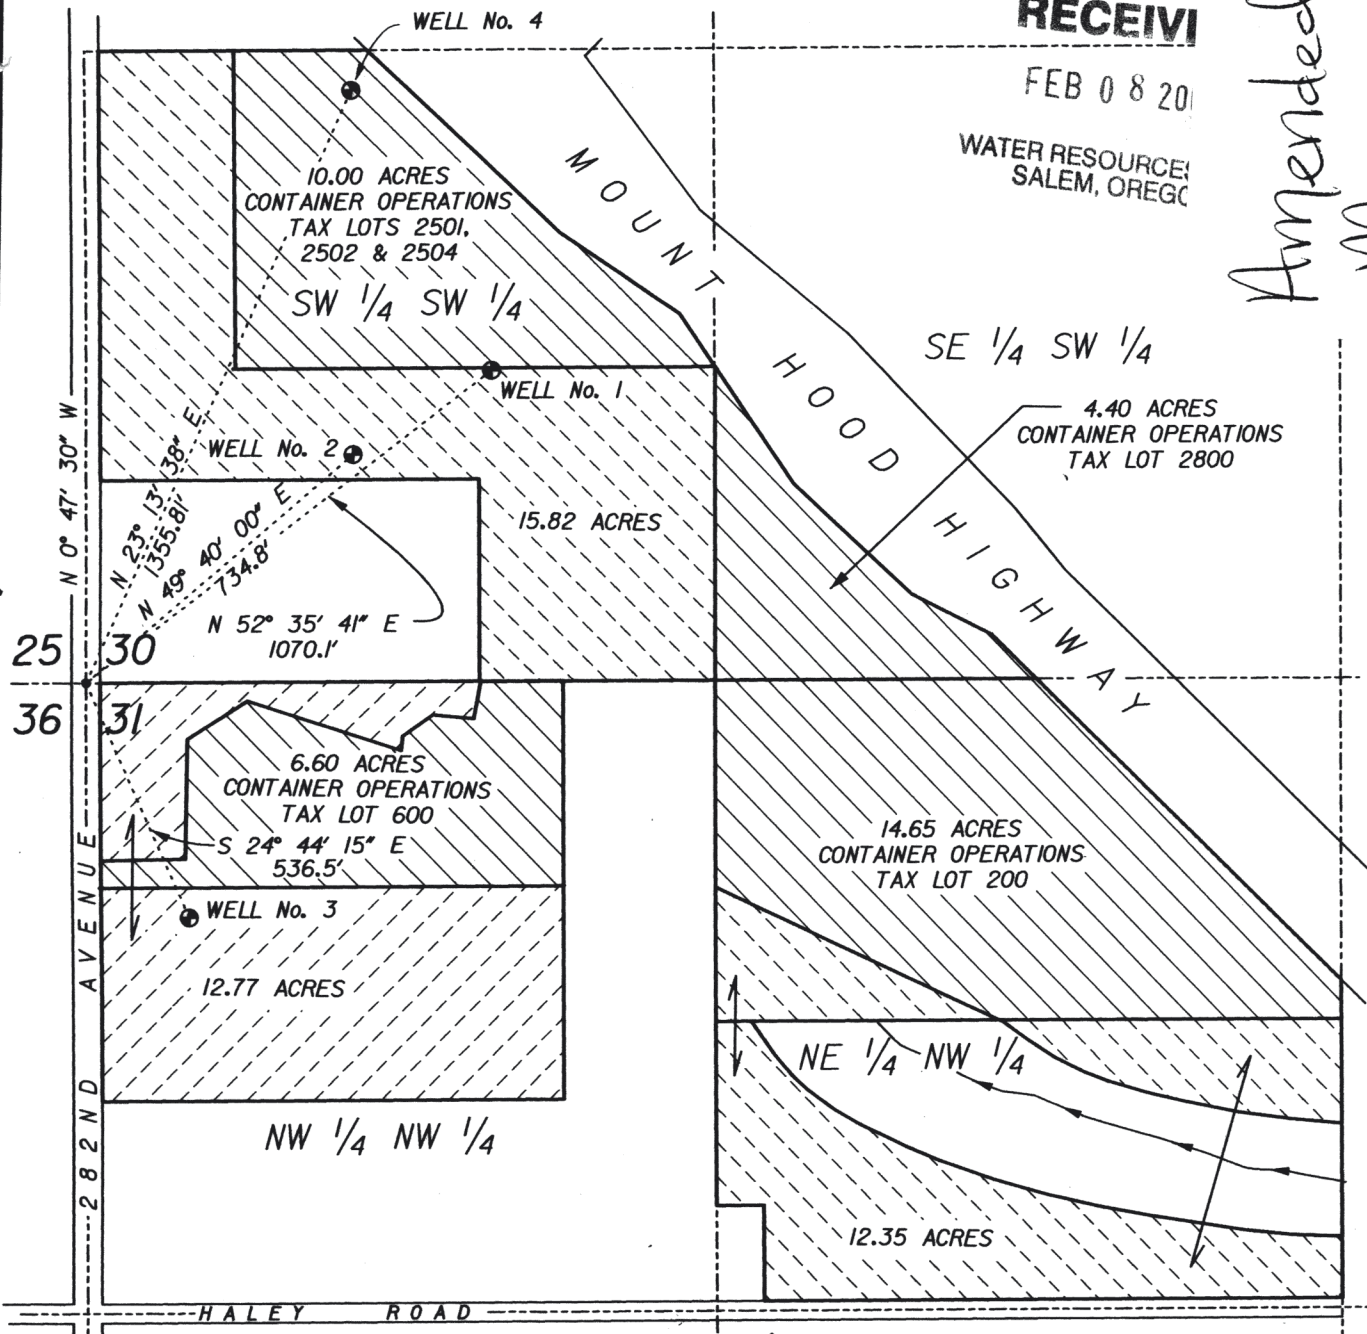 WELL No. 4
RECEIVI
FEB 08 20
WATER RESOURCES
SALEM, OREGO
Amended
10.00 ACRES
CONTAINER OPERATIONS
TAX LOTS 2501,
2502 & 2504
SW 1/4 SW 1/4
MOUNT HOOD HIGHWAY
SE 1/4 SW 1/4
WELL No. 1
4.40 ACRES
CONTAINER OPERATIONS
TAX LOT 2800
WELL No. 2
N 0° 47' 30" W
N 23° 13' 38" E
1355.81'
N 49° 40' 00" E
734.8'
15.82 ACRES
N 52° 35' 41" E
1070.1'
25 30
36 31
6.60 ACRES
CONTAINER OPERATIONS
TAX LOT 600
S 24° 44' 15" E
536.5'
14.65 ACRES
CONTAINER OPERATIONS
TAX LOT 200
WELL No. 3
12.77 ACRES
282ND AVENUE
NE 1/4 NW 1/4
NW 1/4 NW 1/4
12.35 ACRES
HALEY ROAD